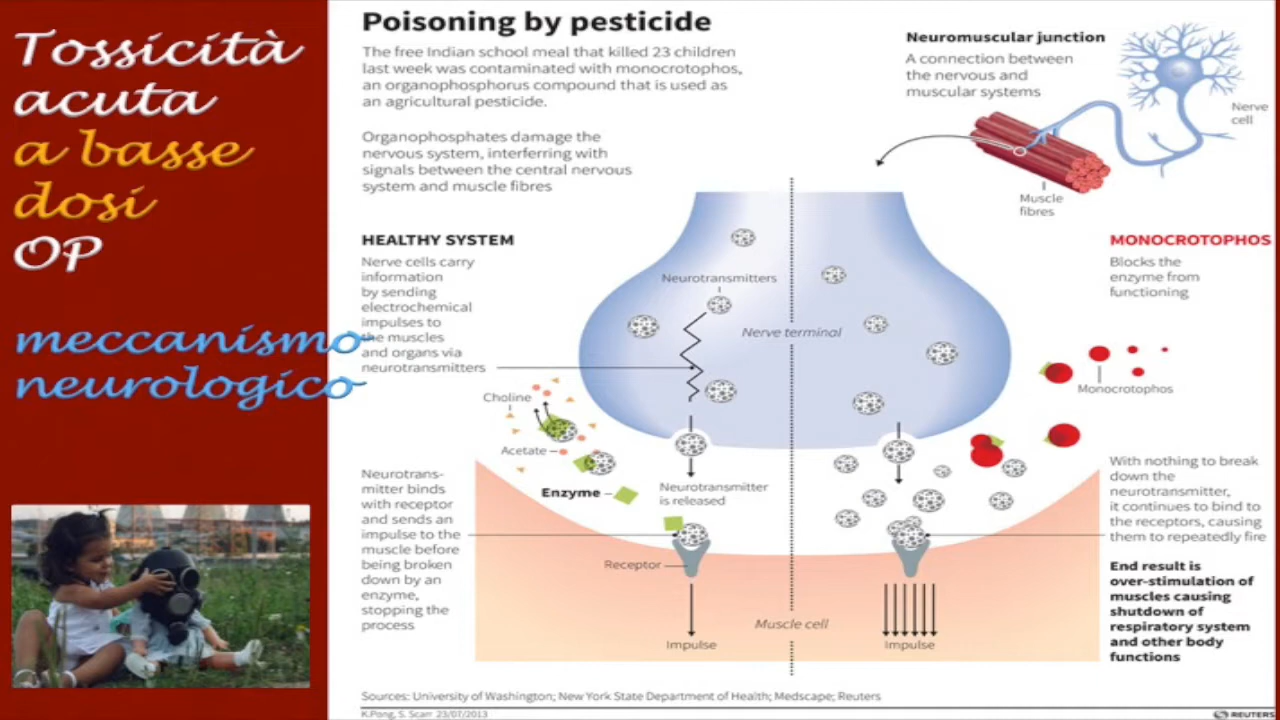 Tossicità
acuta
a basse
dosi
OP
meccanismo
neurologico
Poisoning by pesticide
The free Indian school meal that killed 23 children
last week was contaminated with monocrotophos,
an organophosphorus compound that is used as
an agricultural pesticide.
Organophosphates damage the
nervous system, interfering with
signals between the central nervous
system and muscle fibres
Neuromuscular junction
A connection between
the nervous and
muscular systems
Nerve
cell
Muscle
fibres
HEALTHY SYSTEM
Nerve cells carry
information
by sending
electrochemical
impulses to
the muscles
and organs via
neurotransmitters
Neurotransmitters
Nerve terminal
MONOCROTOPHOS
Blocks the
enzyme from
functioning
Monocrotophos
Choline
Acetate
Enzyme
Neurotransmitter
is released
Neurotrans-
mitter binds
with receptor
and sends an
impulse to the
muscle before
being broken
down by an
enzyme,
stopping the
process
Receptor
Impulse
Muscle cell
Impulse
With nothing to break
down the
neurotransmitter,
it continues to bind to
the receptors, causing
them to repeatedly fire
End result is
over-stimulation of
muscles causing
shutdown of
respiratory system
and other body
functions
Sources: University of Washington; New York State Department of Health; Medscape; Reuters
K.Pong, S. Scarr 23/07/2013
REUTERS